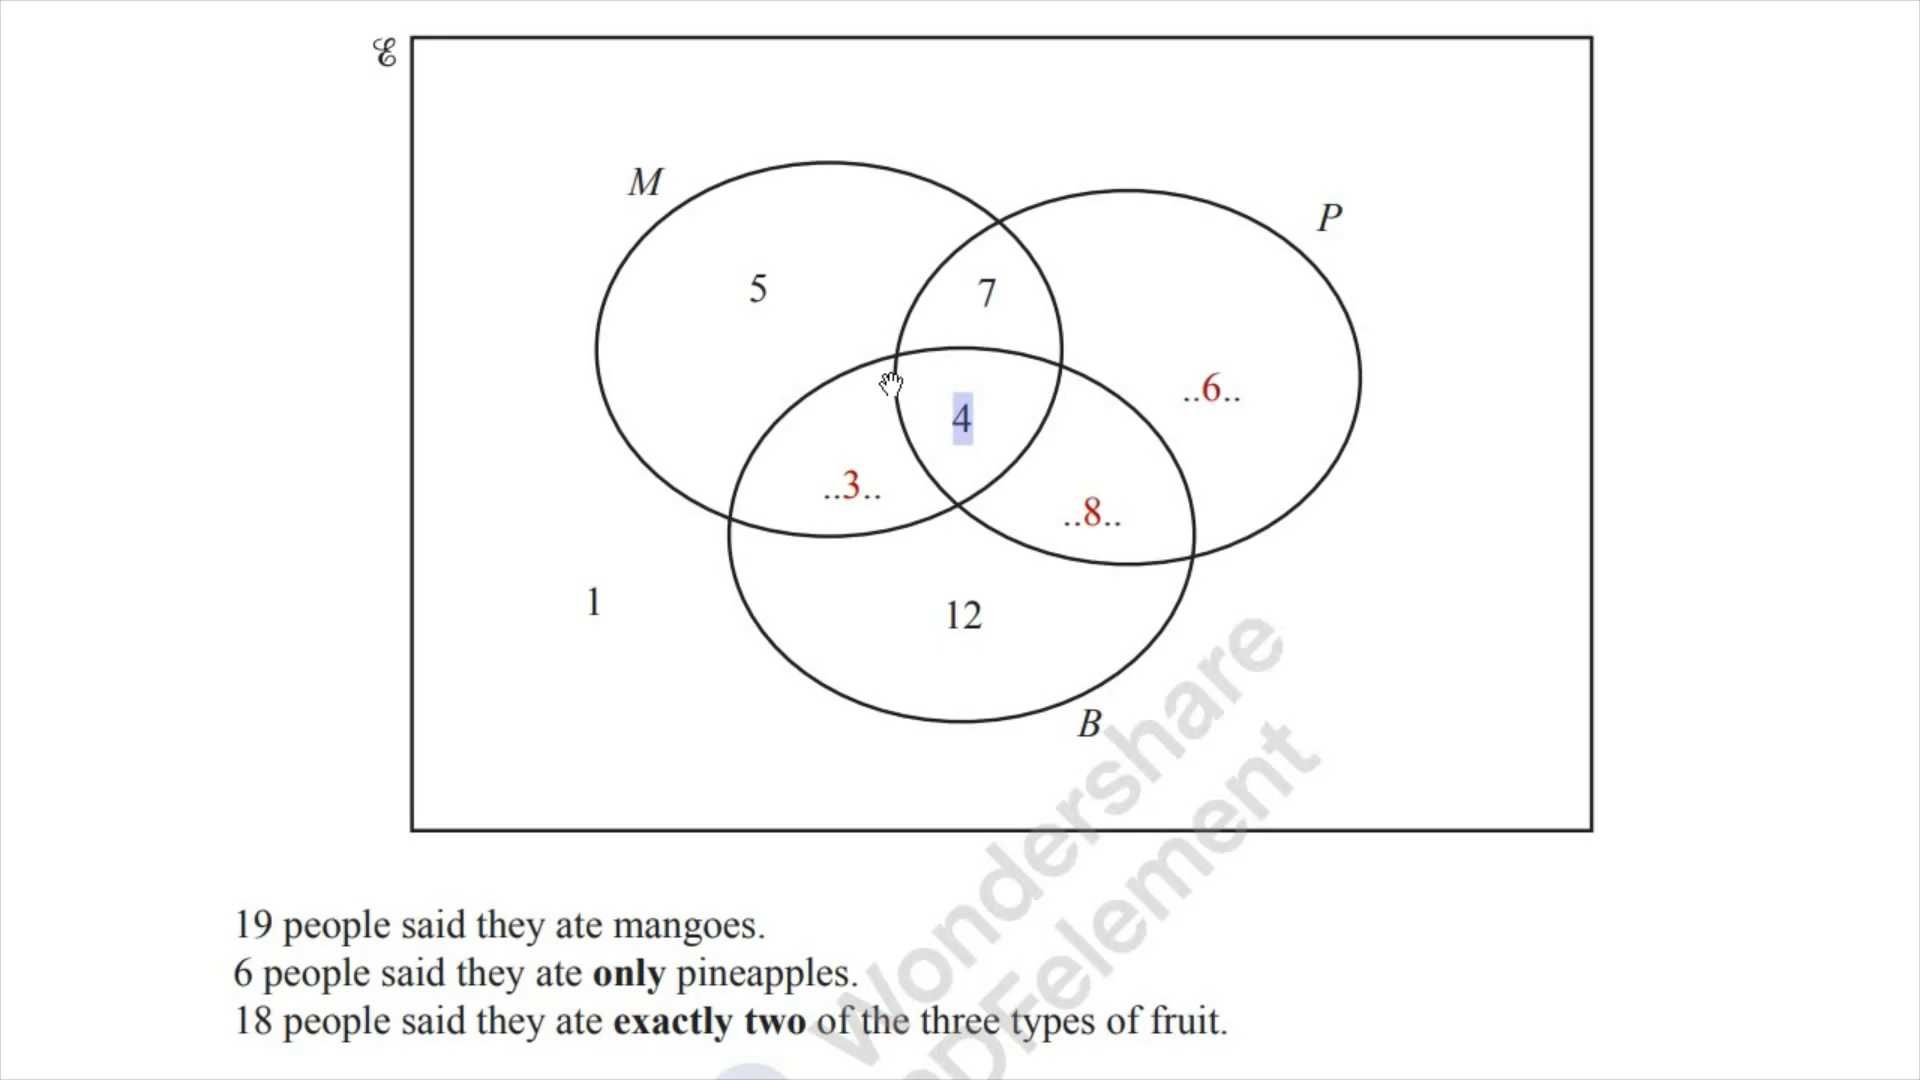 ℰ
M
P
5
7
..6..
4
..3..
..8..
1
12
B
19 people said they ate mangoes.
6 people said they ate only pineapples.
18 people said they ate exactly two of the three types of fruit.
Wondershare
PDFelement